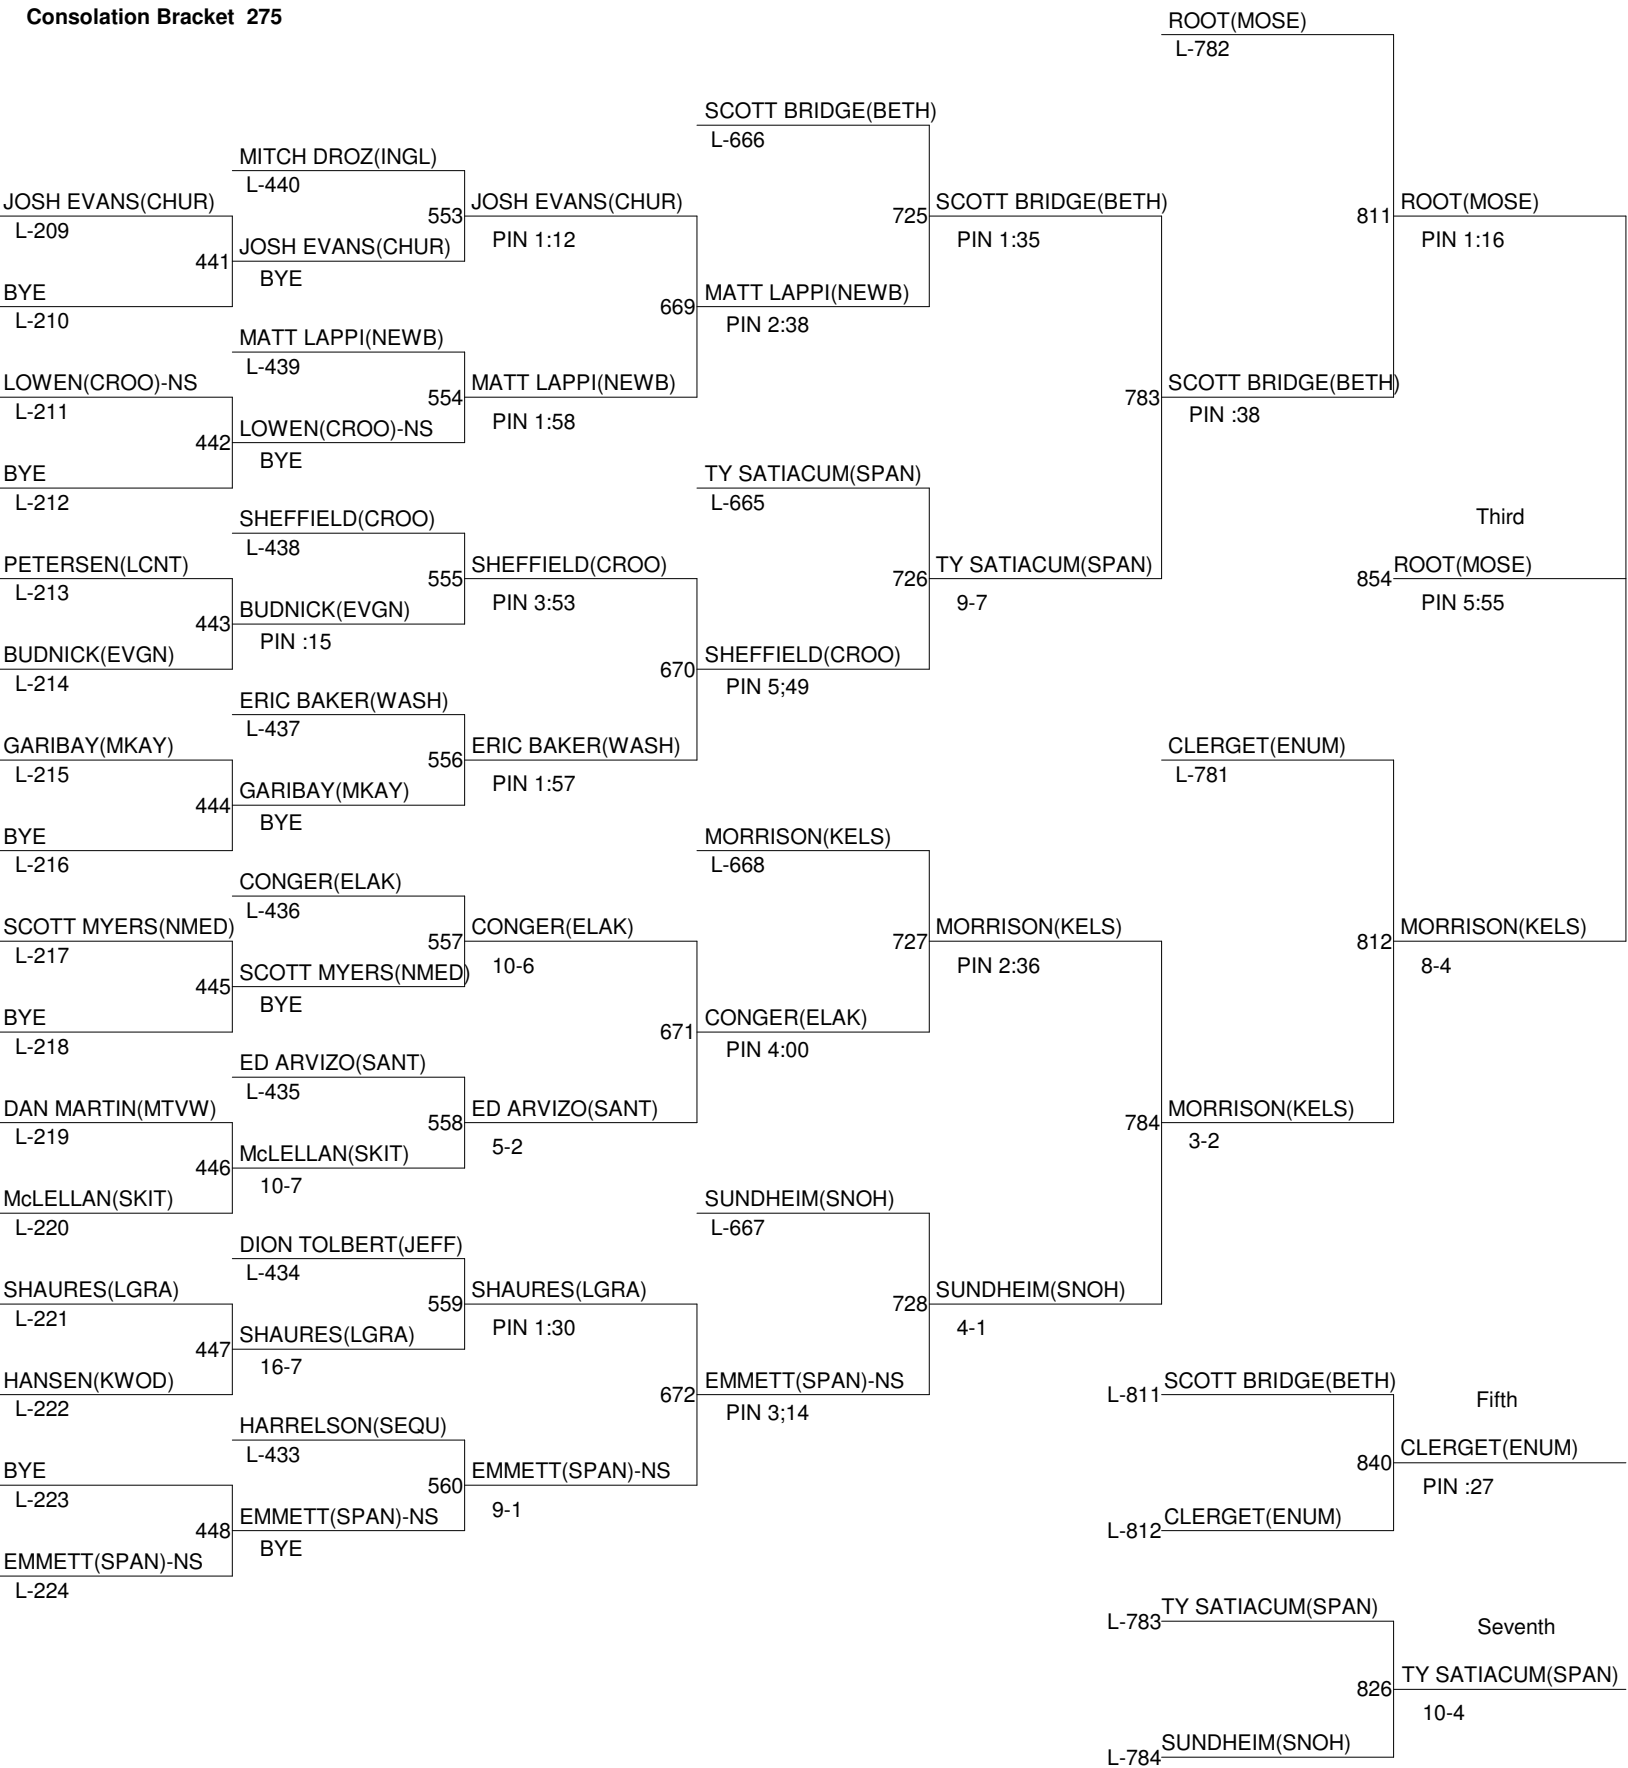 Consolation Bracket 275
ROOT(MOSE)
L-782
SCOTT BRIDGE(BETH)
L-666
MITCH DROZ(INGL)
L-440
JOSH EVANS(CHUR)
L-209
553
JOSH EVANS(CHUR)
PIN 1:12
725
SCOTT BRIDGE(BETH)
PIN 1:35
811
ROOT(MOSE)
PIN 1:16
441
JOSH EVANS(CHUR)
BYE
BYE
L-210
669
MATT LAPPI(NEWB)
PIN 2:38
MATT LAPPI(NEWB)
L-439
LOWEN(CROO)-NS
L-211
554
MATT LAPPI(NEWB)
PIN 1:58
783
SCOTT BRIDGE(BETH)
PIN :38
442
LOWEN(CROO)-NS
BYE
BYE
L-212
TY SATIACUM(SPAN)
L-665
SHEFFIELD(CROO)
L-438
Third
PETERSEN(LCNT)
L-213
555
SHEFFIELD(CROO)
PIN 3:53
726
TY SATIACUM(SPAN)
9-7
854
ROOT(MOSE)
PIN 5:55
443
BUDNICK(EVGN)
PIN :15
BUDNICK(EVGN)
L-214
670
SHEFFIELD(CROO)
PIN 5;49
ERIC BAKER(WASH)
L-437
GARIBAY(MKAY)
L-215
556
ERIC BAKER(WASH)
PIN 1:57
CLERGET(ENUM)
L-781
444
GARIBAY(MKAY)
BYE
BYE
L-216
MORRISON(KELS)
L-668
CONGER(ELAK)
L-436
SCOTT MYERS(NMED)
L-217
557
CONGER(ELAK)
10-6
727
MORRISON(KELS)
PIN 2:36
812
MORRISON(KELS)
8-4
445
SCOTT MYERS(NMED)
BYE
BYE
L-218
671
CONGER(ELAK)
PIN 4:00
ED ARVIZO(SANT)
L-435
DAN MARTIN(MTVW)
L-219
558
ED ARVIZO(SANT)
5-2
784
MORRISON(KELS)
3-2
446
McLELLAN(SKIT)
10-7
McLELLAN(SKIT)
L-220
SUNDHEIM(SNOH)
L-667
DION TOLBERT(JEFF)
L-434
SHAURES(LGRA)
L-221
559
SHAURES(LGRA)
PIN 1:30
728
SUNDHEIM(SNOH)
4-1
447
SHAURES(LGRA)
16-7
HANSEN(KWOD)
L-222
672
EMMETT(SPAN)-NS
PIN 3;14
L-811
SCOTT BRIDGE(BETH)
Fifth
HARRELSON(SEQU)
L-433
840
CLERGET(ENUM)
PIN :27
BYE
L-223
560
EMMETT(SPAN)-NS
9-1
448
EMMETT(SPAN)-NS
BYE
L-812
CLERGET(ENUM)
EMMETT(SPAN)-NS
L-224
L-783
TY SATIACUM(SPAN)
Seventh
826
TY SATIACUM(SPAN)
10-4
L-784
SUNDHEIM(SNOH)